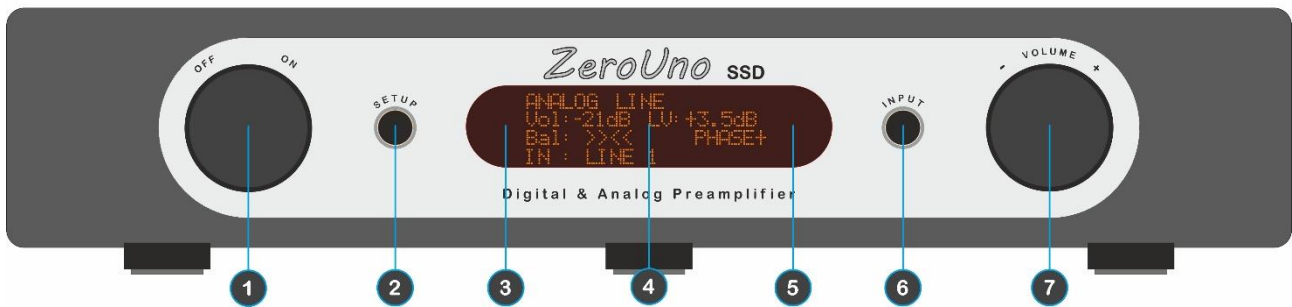 ZeroUno SSD
OFF ON
SETUP
ANALOG LINE
Vol:-21dB LV:+3.5dB
Bal: >><< PHASE+
IN : LINE 1
INPUT
- VOLUME +
Digital & Analog Preamplifier
1 2 3 4 5 6 7